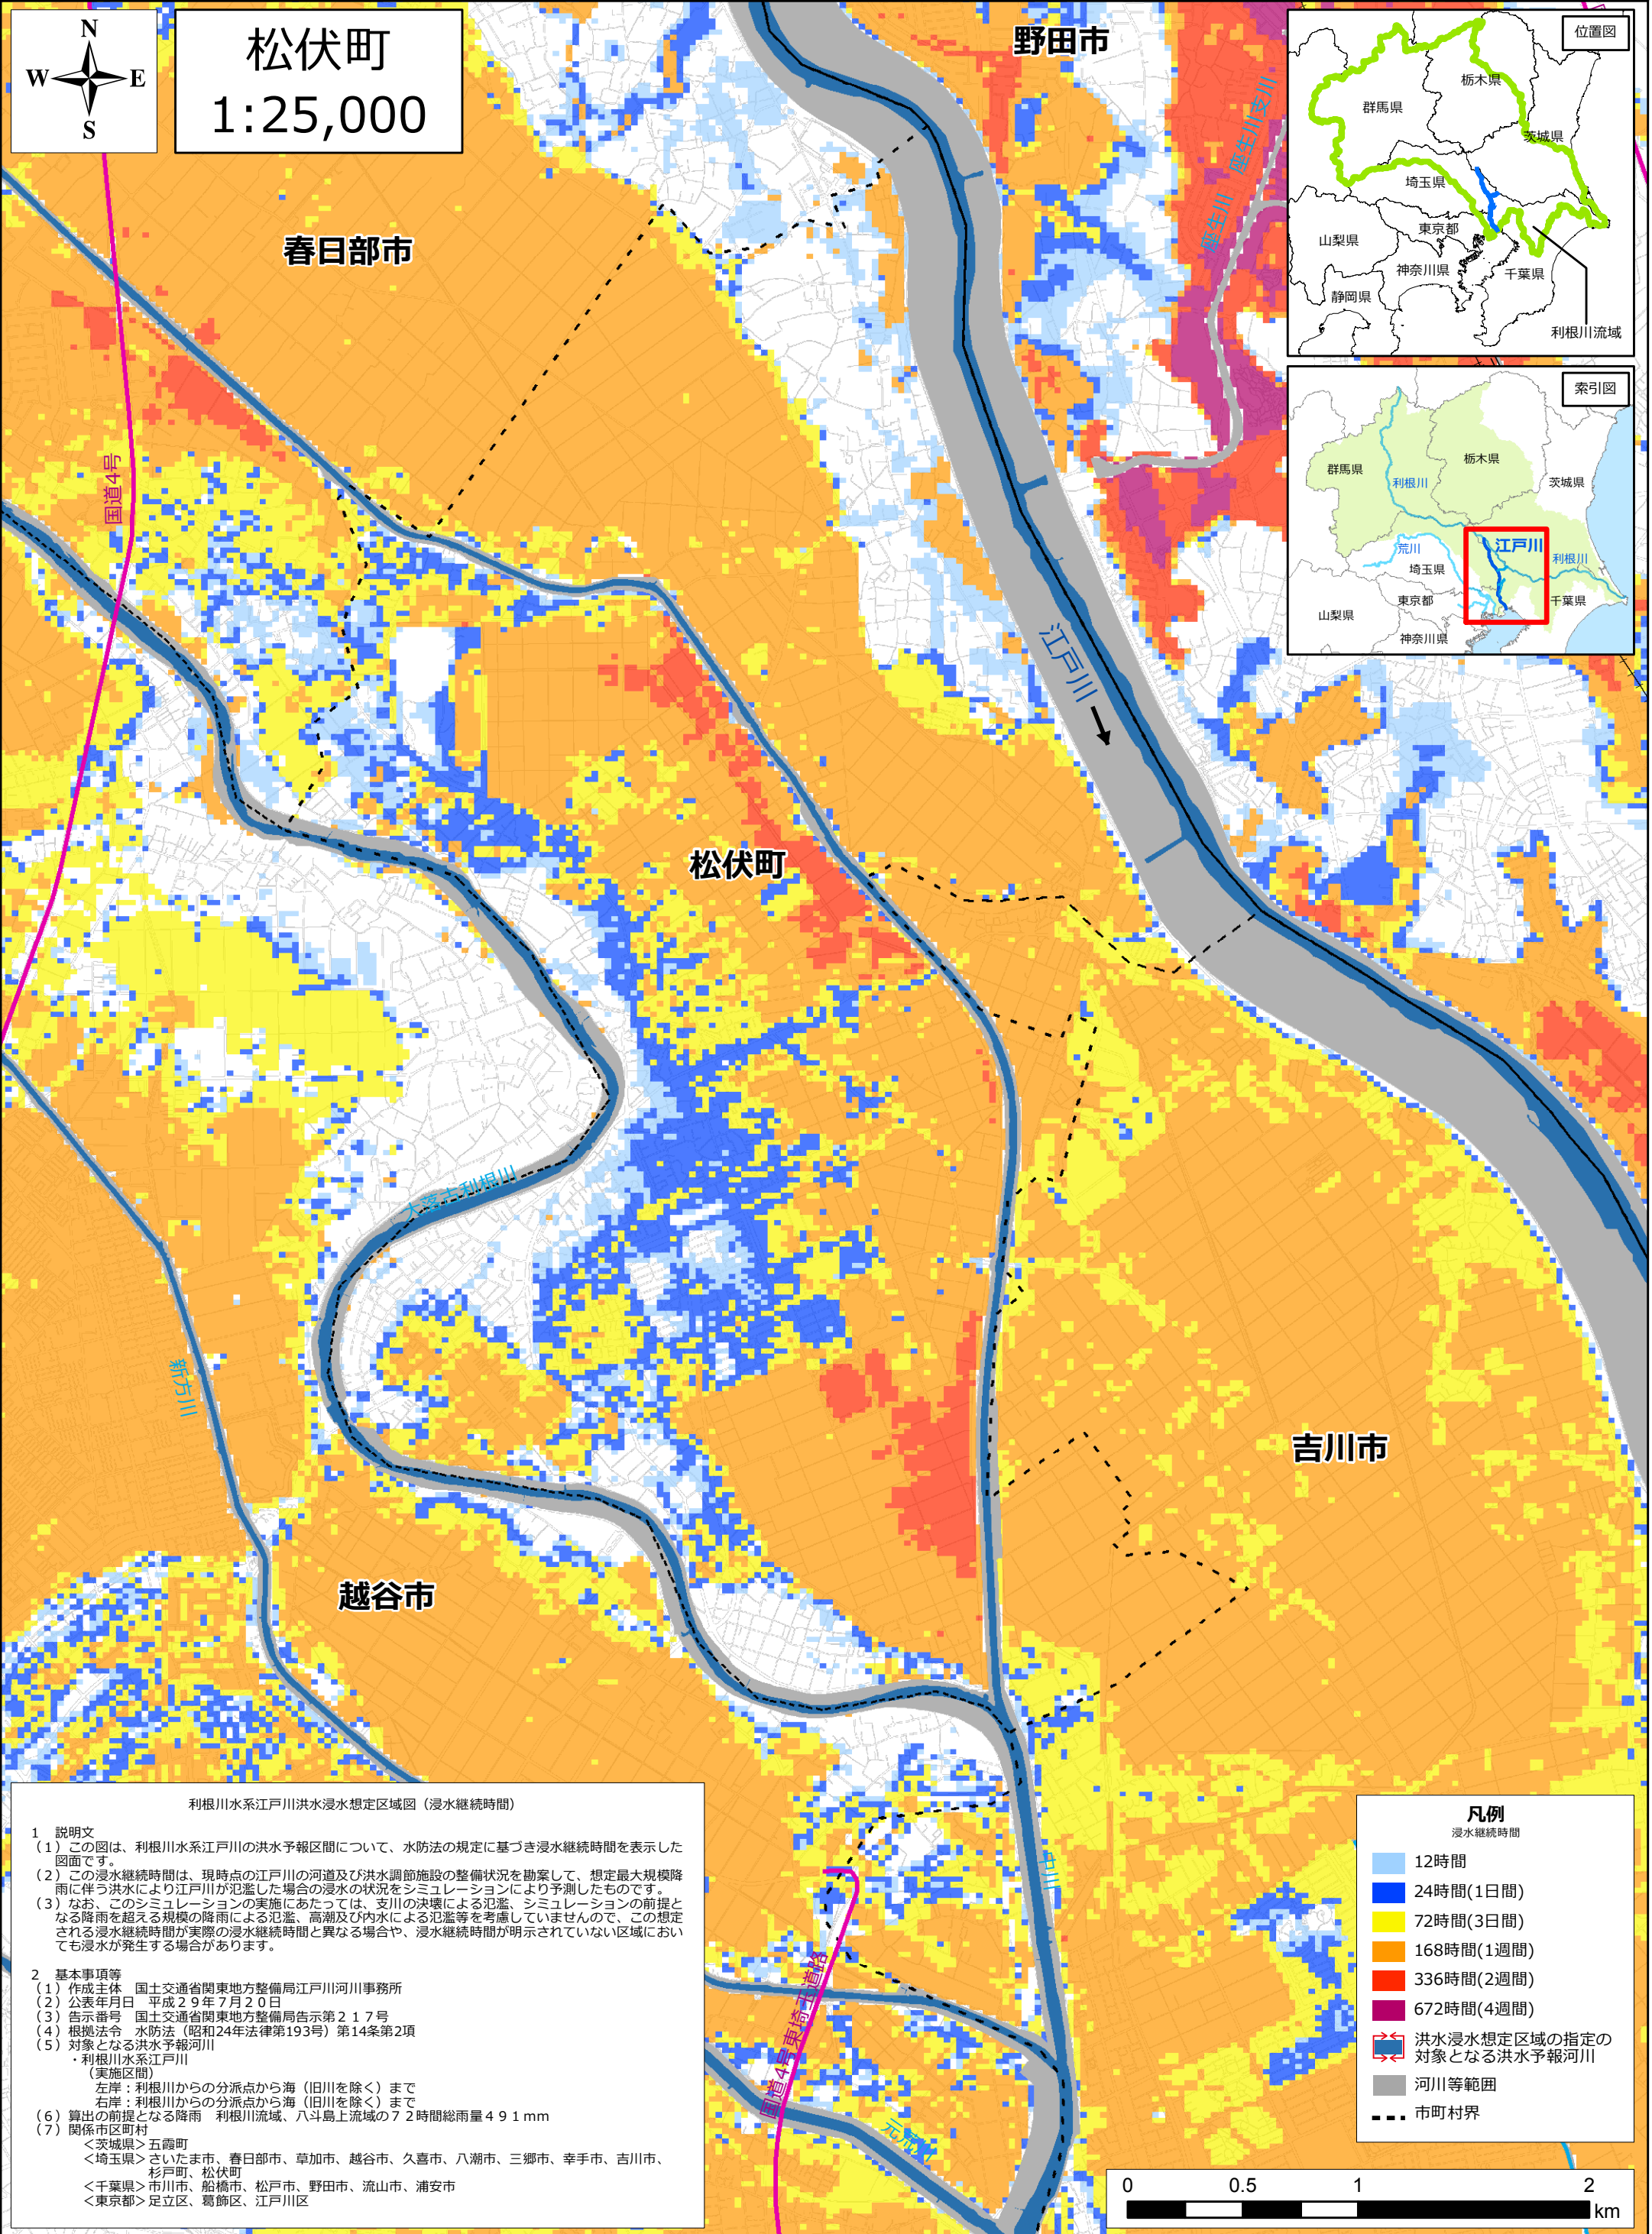 N
W E
S
松伏町
1:25,000
野田市
春日部市
座生川 座生川支川
国道4号
江戸川
松伏町
大落古利根川
新方川
吉川市
越谷市
中川
国道4号東埼玉道路
元荒川
位置図
栃木県
群馬県
茨城県
埼玉県
東京都
山梨県
神奈川県
千葉県
静岡県
利根川流域
索引図
栃木県
群馬県
利根川
茨城県
江戸川
荒川
利根川
埼玉県
東京都
千葉県
山梨県
神奈川県
利根川水系江戸川洪水浸水想定区域図（浸水継続時間）
1 説明文
（1）この図は、利根川水系江戸川の洪水予報区間について、水防法の規定に基づき浸水継続時間を表示した
図面です。
（2）この浸水継続時間は、現時点の江戸川の河道及び洪水調節施設の整備状況を勘案して、想定最大規模降
雨に伴う洪水により江戸川が氾濫した場合の浸水の状況をシミュレーションにより予測したものです。
（3）なお、このシミュレーションの実施にあたっては、支川の決壊による氾濫、シミュレーションの前提と
なる降雨を超える規模の降雨による氾濫、高潮及び内水による氾濫等を考慮していませんので、この想定
される浸水継続時間が実際の浸水継続時間と異なる場合や、浸水継続時間が明示されていない区域におい
ても浸水が発生する場合があります。
2 基本事項等
（1）作成主体 国土交通省関東地方整備局江戸川河川事務所
（2）公表年月日 平成２９年７月２０日
（3）告示番号 国土交通省関東地方整備局告示第２１７号
（4）根拠法令 水防法（昭和24年法律第193号）第14条第2項
（5）対象となる洪水予報河川
・利根川水系江戸川
（実施区間）
左岸：利根川からの分派点から海（旧川を除く）まで
右岸：利根川からの分派点から海（旧川を除く）まで
（6）算出の前提となる降雨 利根川流域、八斗島上流域の７２時間総雨量４９１mm
（7）関係市区町村
＜茨城県＞五霞町
＜埼玉県＞さいたま市、春日部市、草加市、越谷市、久喜市、八潮市、三郷市、幸手市、吉川市、
杉戸町、松伏町
＜千葉県＞市川市、船橋市、松戸市、野田市、流山市、浦安市
＜東京都＞足立区、葛飾区、江戸川区
凡例
浸水継続時間
12時間
24時間(1日間)
72時間(3日間)
168時間(1週間)
336時間(2週間)
672時間(4週間)
洪水浸水想定区域の指定の
対象となる洪水予報河川
河川等範囲
市町村界
0 0.5 1 2
km